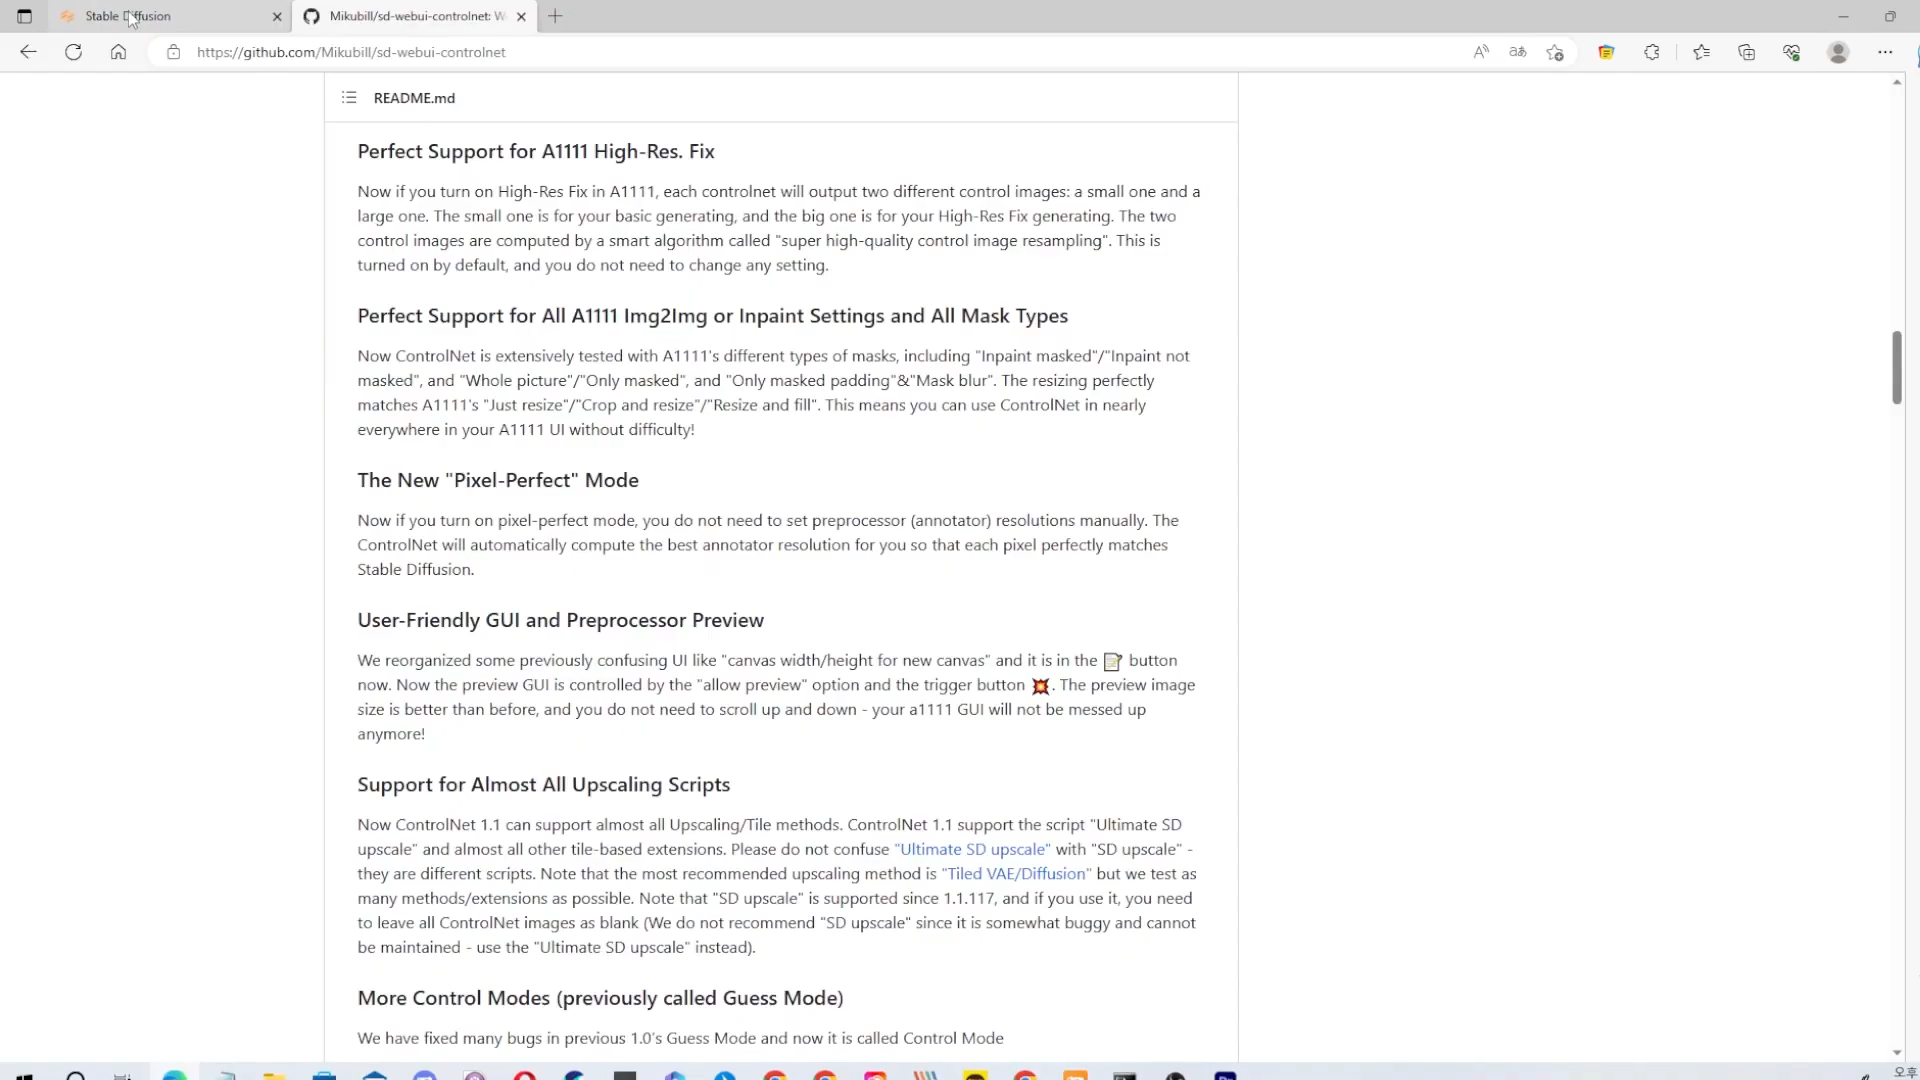 Stable Diffusion
Mikubill/sd-webui-controlnet: W
https://github.com/Mikubill/sd-webui-controlnet
README.md
Perfect Support for A1111 High-Res. Fix
Now if you turn on High-Res Fix in A1111, each controlnet will output two different control images: a small one and a
large one. The small one is for your basic generating, and the big one is for your High-Res Fix generating. The two
control images are computed by a smart algorithm called "super high-quality control image resampling". This is
turned on by default, and you do not need to change any setting.
Perfect Support for All A1111 Img2Img or Inpaint Settings and All Mask Types
Now ControlNet is extensively tested with A1111's different types of masks, including "Inpaint masked"/"Inpaint not
masked", and "Whole picture"/"Only masked", and "Only masked padding"&"Mask blur". The resizing perfectly
matches A1111's "Just resize"/"Crop and resize"/"Resize and fill". This means you can use ControlNet in nearly
everywhere in your A1111 UI without difficulty!
The New "Pixel-Perfect" Mode
Now if you turn on pixel-perfect mode, you do not need to set preprocessor (annotator) resolutions manually. The
ControlNet will automatically compute the best annotator resolution for you so that each pixel perfectly matches
Stable Diffusion.
User-Friendly GUI and Preprocessor Preview
We reorganized some previously confusing UI like "canvas width/height for new canvas" and it is in the 📝 button
now. Now the preview GUI is controlled by the "allow preview" option and the trigger button 💥. The preview image
size is better than before, and you do not need to scroll up and down - your a1111 GUI will not be messed up
anymore!
Support for Almost All Upscaling Scripts
Now ControlNet 1.1 can support almost all Upscaling/Tile methods. ControlNet 1.1 support the script "Ultimate SD
upscale" and almost all other tile-based extensions. Please do not confuse "Ultimate SD upscale" with "SD upscale" -
they are different scripts. Note that the most recommended upscaling method is "Tiled VAE/Diffusion" but we test as
many methods/extensions as possible. Note that "SD upscale" is supported since 1.1.117, and if you use it, you need
to leave all ControlNet images as blank (We do not recommend "SD upscale" since it is somewhat buggy and cannot
be maintained - use the "Ultimate SD upscale" instead).
More Control Modes (previously called Guess Mode)
We have fixed many bugs in previous 1.0's Guess Mode and now it is called Control Mode
오후